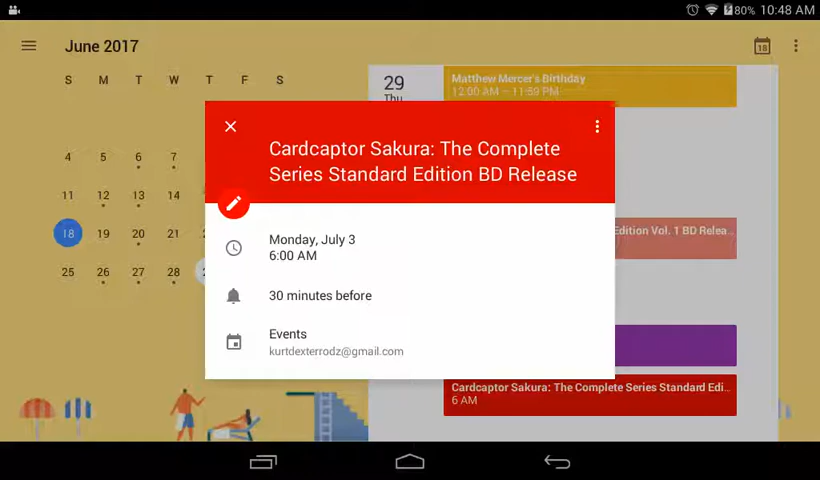 80% 10:48 AM
June 2017
18
S M T W T F S
4 5 6 7
11 12 13 14
18 19 20 21
25 26 27 28
29
Thu
Matthew Mercer's Birthday
12:00 AM – 11:59 PM
Cardcaptor Sakura: The Complete
Series Standard Edition BD Release
Monday, July 3
6:00 AM
30 minutes before
Events
kurtdexterrodz@gmail.com
Edition Vol. 1 BD Relea...
Cardcaptor Sakura: The Complete Series Standard Edi...
6 AM